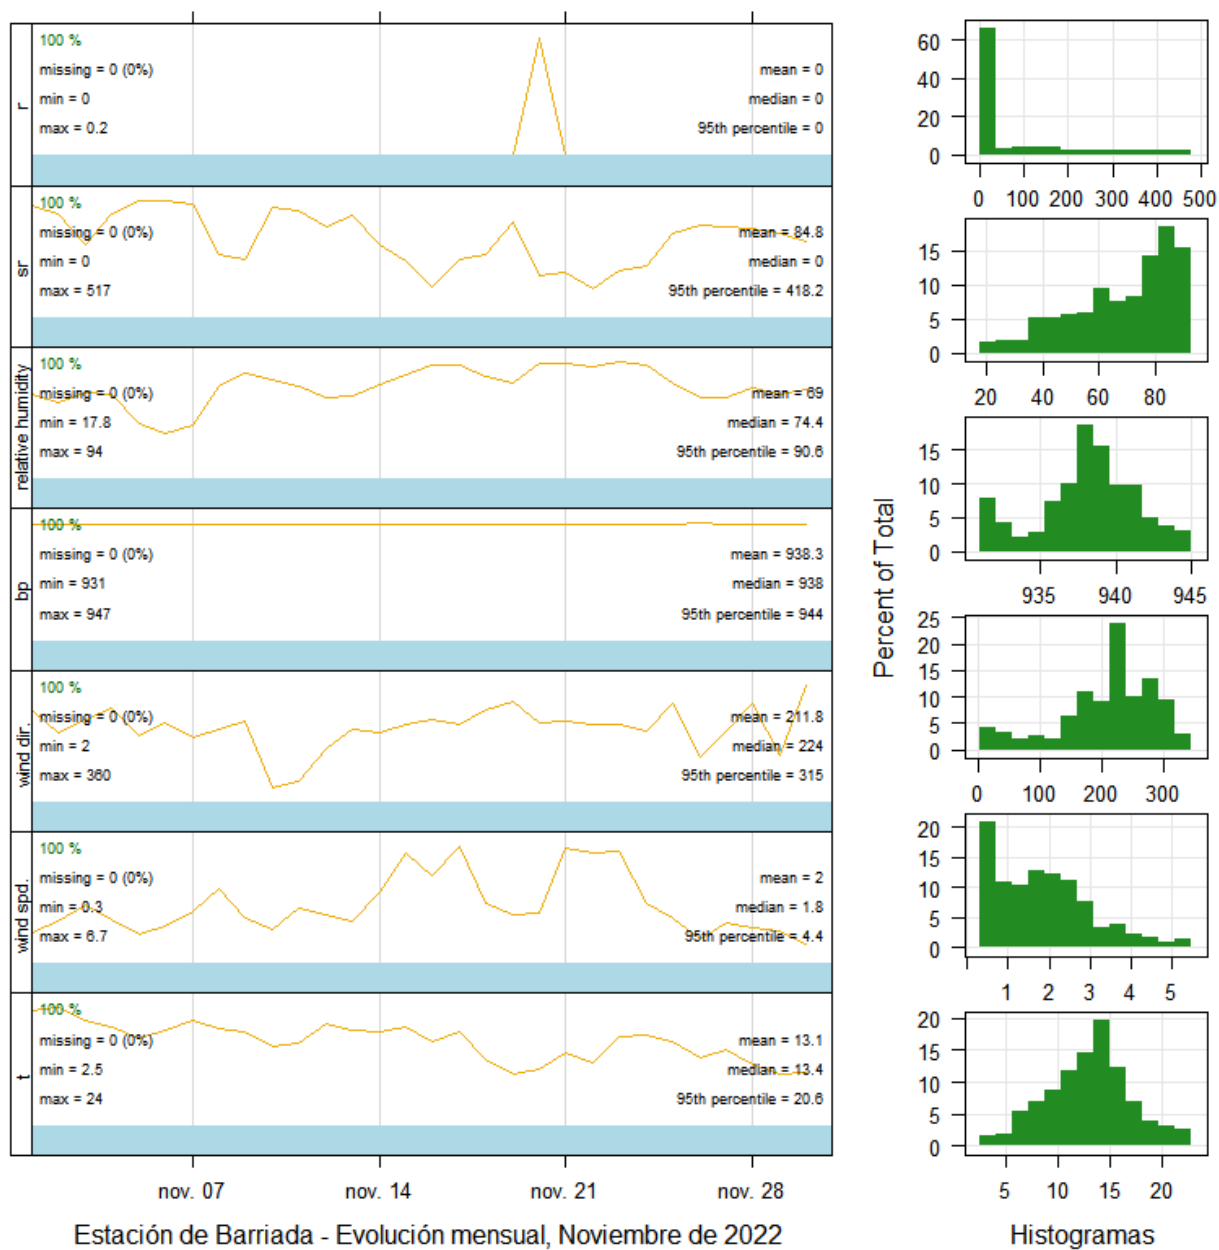 r
100 %
missing = 0 (0%)
min = 0
max = 0.2
mean = 0
median = 0
95th percentile = 0
sr
100 %
missing = 0 (0%)
min = 0
max = 517
mean = 84.8
median = 0
95th percentile = 418.2
relative humidity
100 %
missing = 0 (0%)
min = 17.8
max = 94
mean = 69
median = 74.4
95th percentile = 90.6
bp
100 %
missing = 0 (0%)
min = 931
max = 947
mean = 938.3
median = 938
95th percentile = 944
wind dir.
100 %
missing = 0 (0%)
min = 2
max = 360
mean = 211.8
median = 224
95th percentile = 315
wind spd.
100 %
missing = 0 (0%)
min = 0.3
max = 6.7
mean = 2
median = 1.8
95th percentile = 4.4
t
100 %
missing = 0 (0%)
min = 2.5
max = 24
mean = 13.1
median = 13.4
95th percentile = 20.6
nov. 07 nov. 14 nov. 21 nov. 28
Estación de Barriada - Evolución mensual, Noviembre de 2022
Percent of Total
60
40
20
0
0 100 200 300 400 500
15
10
5
0
20 40 60 80
15
10
5
0
935 940 945
25
20
15
10
5
0
0 100 200 300
20
15
10
5
0
1 2 3 4 5
20
15
10
5
0
5 10 15 20
Histogramas